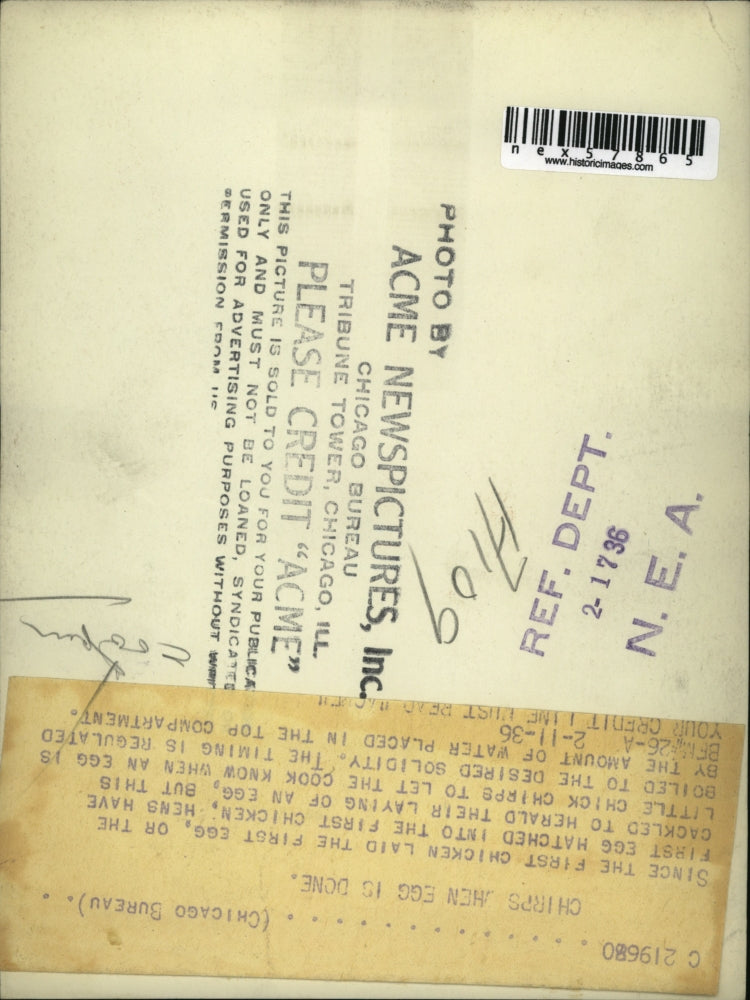 nex57865
www.historicimages.com
PHOTO BY
ACME NEWSPICTURES, Inc.
CHICAGO BUREAU
TRIBUNE TOWER, CHICAGO, ILL.
PLEASE CREDIT “ACME”
THIS PICTURE IS SOLD TO YOU FOR YOUR PUBLICA
ONLY AND MUST NOT BE LOANED, SYNDICATED
USED FOR ADVERTISING PURPOSES WITHOUT
PERMISSION FROM US
REF. DEPT.
2-1736
N. E. A.
C 219680 . . . . . . . . . . . . (CHICAGO BUREAU). .
CHIRPS WHEN EGG IS DONE.
SINCE THE FIRST CHICKEN LAID THE FIRST EGG, OR THE
FIRST EGG HATCHED INTO THE FIRST CHICKEN, HENS HAVE
CACKLED TO HERALD THEIR LAYING OF AN EGG, BUT THIS
LITTLE CHICK CHIRPS TO LET THE COOK KNOW WHEN AN EGG IS
BOILED TO THE DESIRED SOLIDITY. THE TIMING IS REGULATED
BY THE AMOUNT OF WATER PLACED IN THE TOP COMPARTMENT.
2-11-36
YOUR CREDIT LINE MUST READ (ACME)